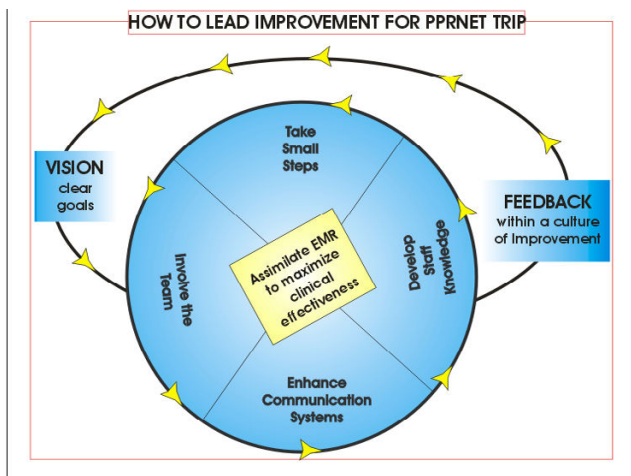 HOW TO LEAD IMPROVEMENT FOR PPRNET TRIP
Take
Small
Steps
VISION
clear
goals
FEEDBACK
within a culture
of Improvement
Involve the
Team
Assimilate EMR
to maximize
clinical
effectiveness
Develop
Staff
Knowledge
Enhance
Communication
Systems